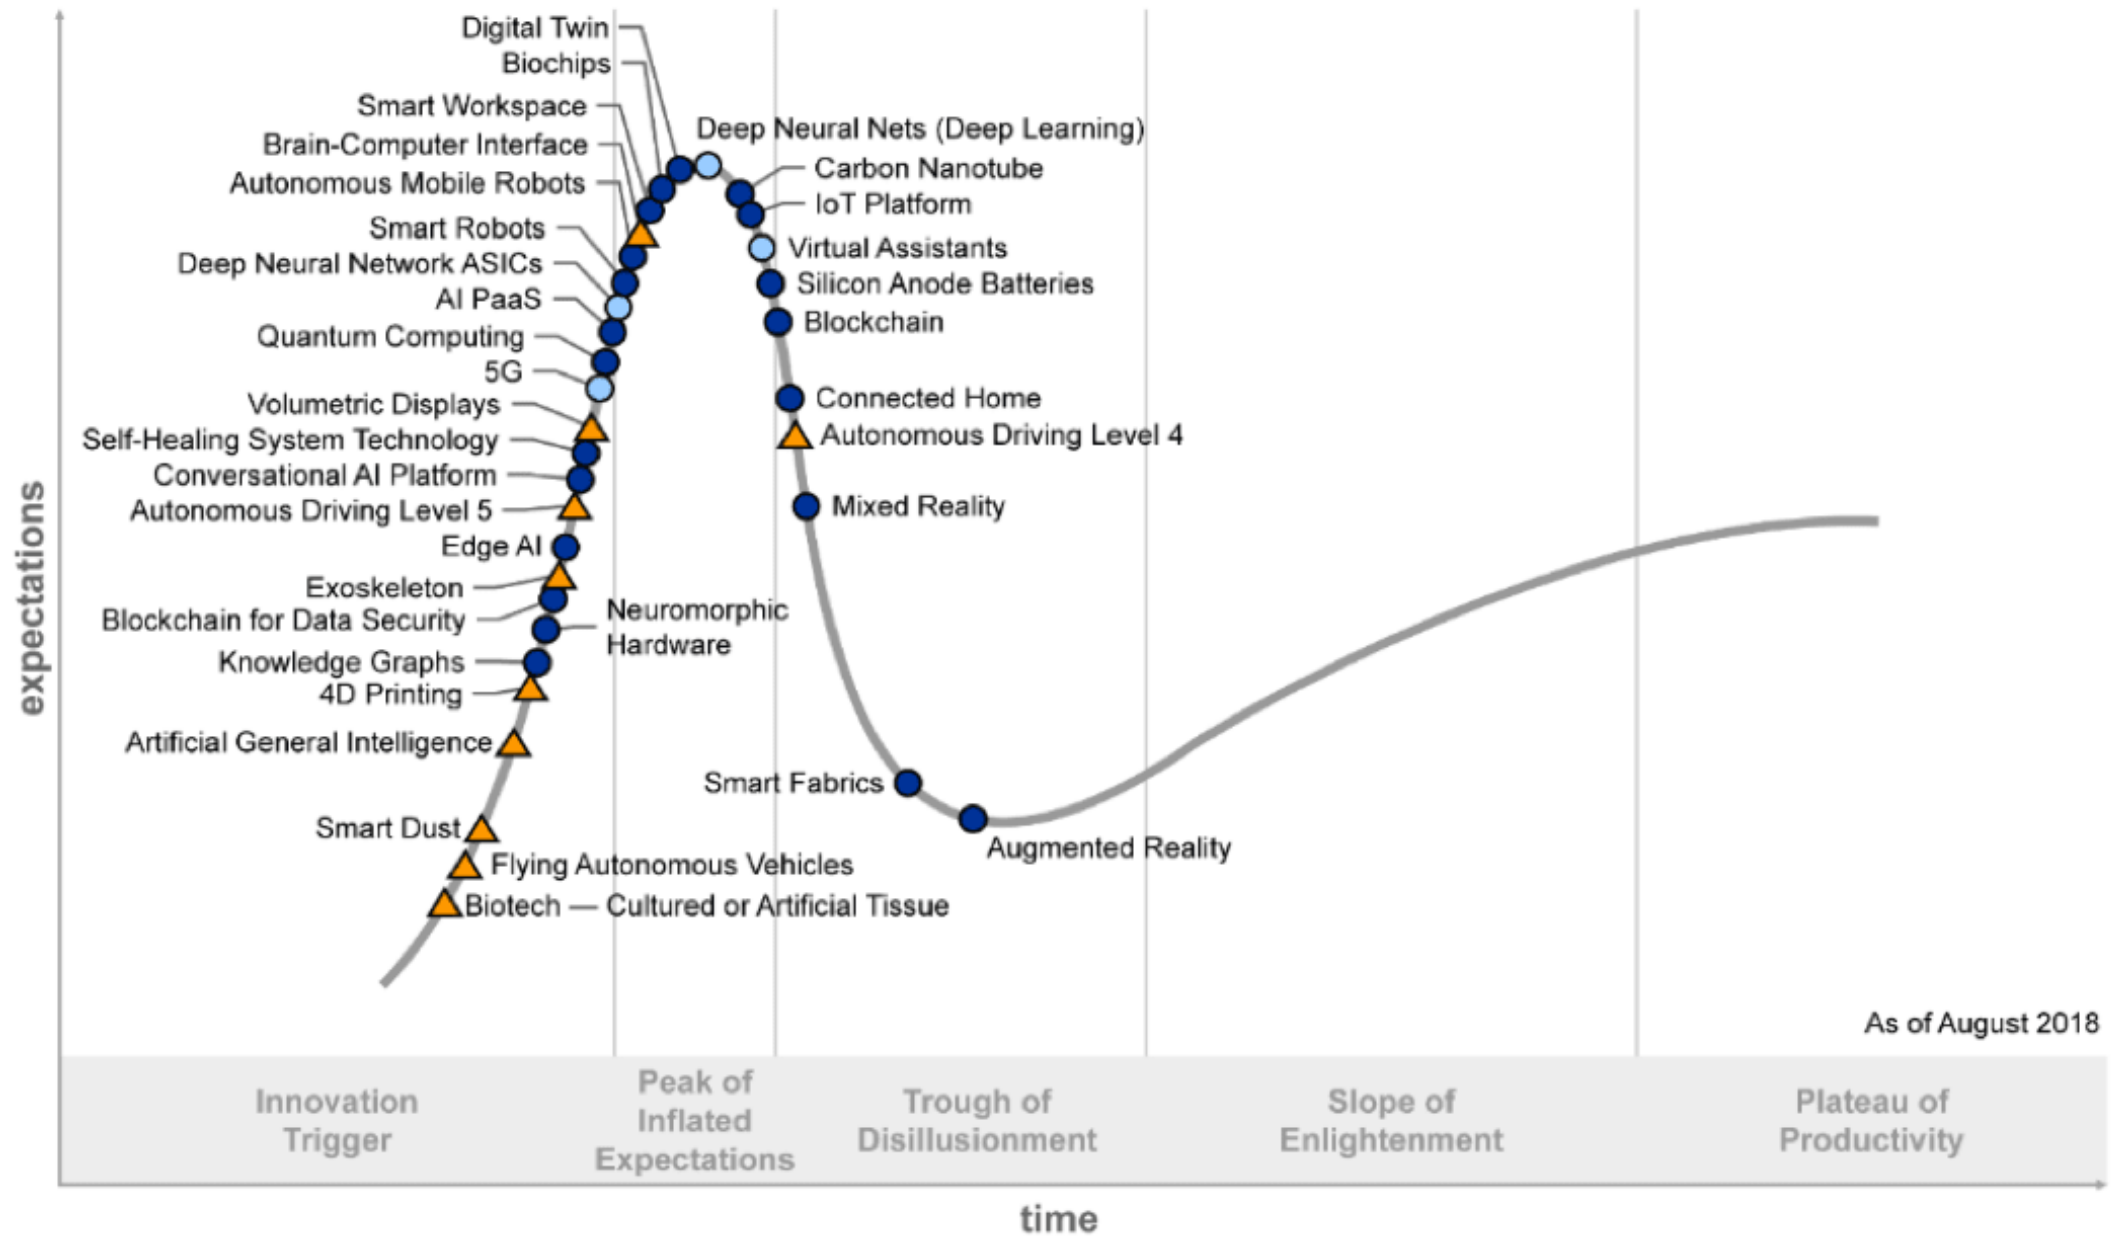 Digital Twin
Biochips
Smart Workspace
Brain-Computer Interface
Autonomous Mobile Robots
Smart Robots
Deep Neural Network ASICs
AI PaaS
Quantum Computing
5G
Volumetric Displays
Self-Healing System Technology
Conversational AI Platform
Autonomous Driving Level 5
Edge AI
Exoskeleton
Blockchain for Data Security
Neuromorphic
Hardware
Knowledge Graphs
4D Printing
Artificial General Intelligence
Smart Dust
Flying Autonomous Vehicles
Biotech — Cultured or Artificial Tissue
Deep Neural Nets (Deep Learning)
Carbon Nanotube
IoT Platform
Virtual Assistants
Silicon Anode Batteries
Blockchain
Connected Home
Autonomous Driving Level 4
Mixed Reality
Smart Fabrics
Augmented Reality
As of August 2018
expectations
Innovation
Trigger
Peak of
Inflated
Expectations
Trough of
Disillusionment
Slope of
Enlightenment
Plateau of
Productivity
time